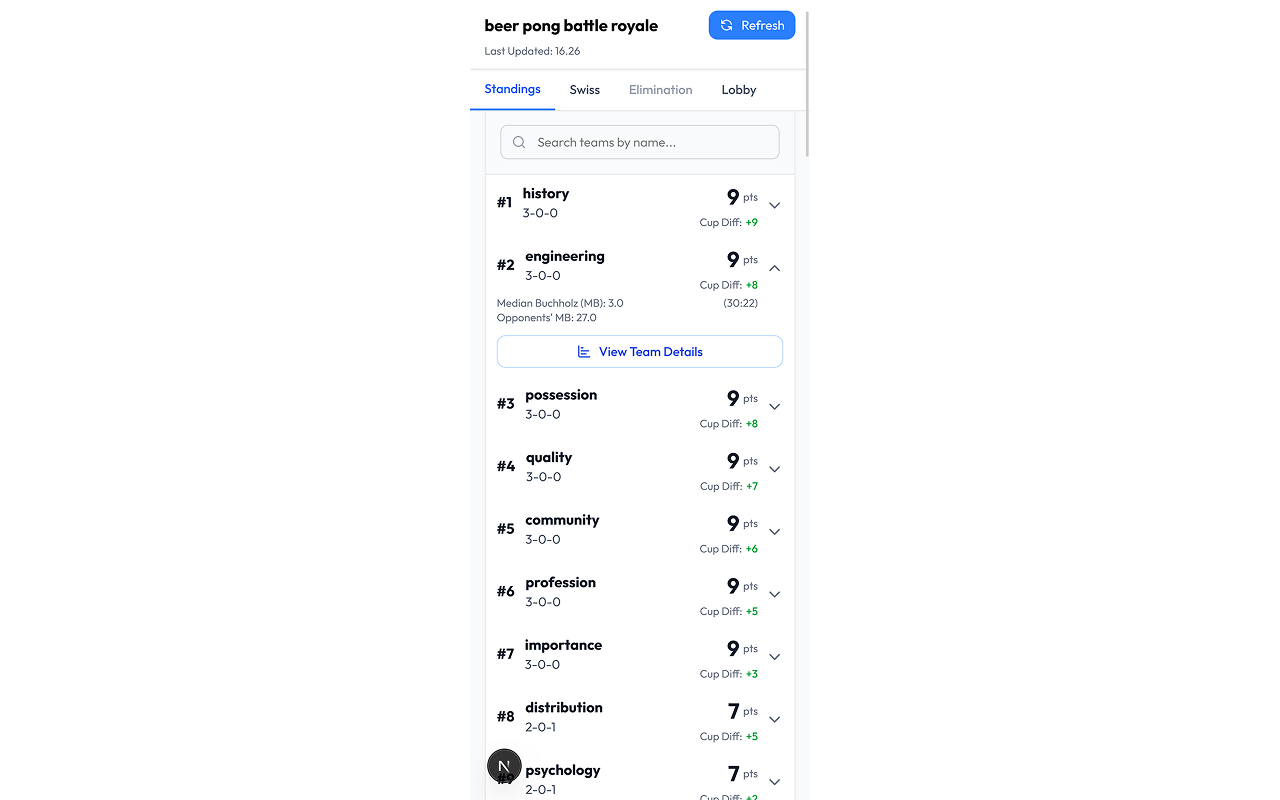 beer pong battle royale
Refresh
Last Updated: 16.26
Standings Swiss Elimination Lobby
Search teams by name...
#1 history 9 pts
3-0-0
Cup Diff: +9
#2 engineering 9 pts
3-0-0
Cup Diff: +8
Median Buchholz (MB): 3.0 (30:22)
Opponents' MB: 27.0
View Team Details
#3 possession 9 pts
3-0-0
Cup Diff: +8
#4 quality 9 pts
3-0-0
Cup Diff: +7
#5 community 9 pts
3-0-0
Cup Diff: +6
#6 profession 9 pts
3-0-0
Cup Diff: +5
#7 importance 9 pts
3-0-0
Cup Diff: +3
#8 distribution 7 pts
2-0-1
Cup Diff: +5
N
#9 psychology 7 pts
2-0-1
Cup Diff: +2